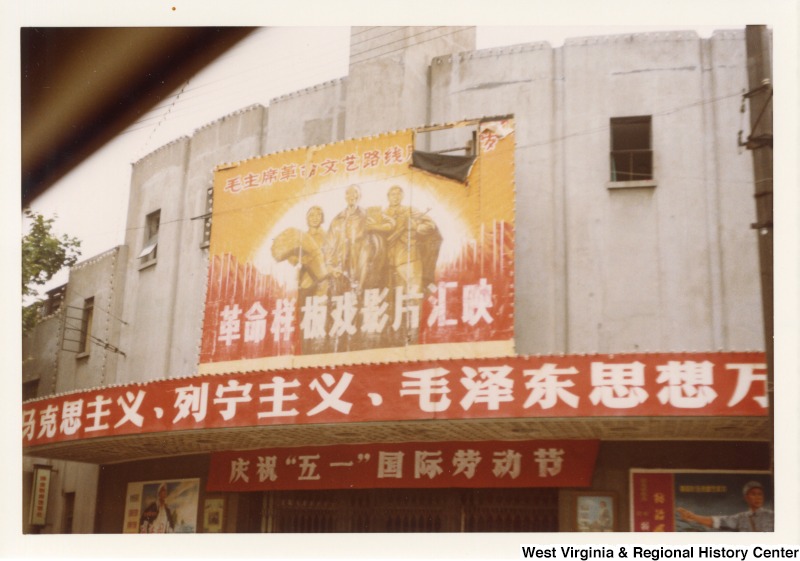 毛主席革命文艺路线
革命样板戏影片汇映
马克思主义、列宁主义、毛泽东思想万
庆祝“五一”国际劳动节
West Virginia & Regional History Center